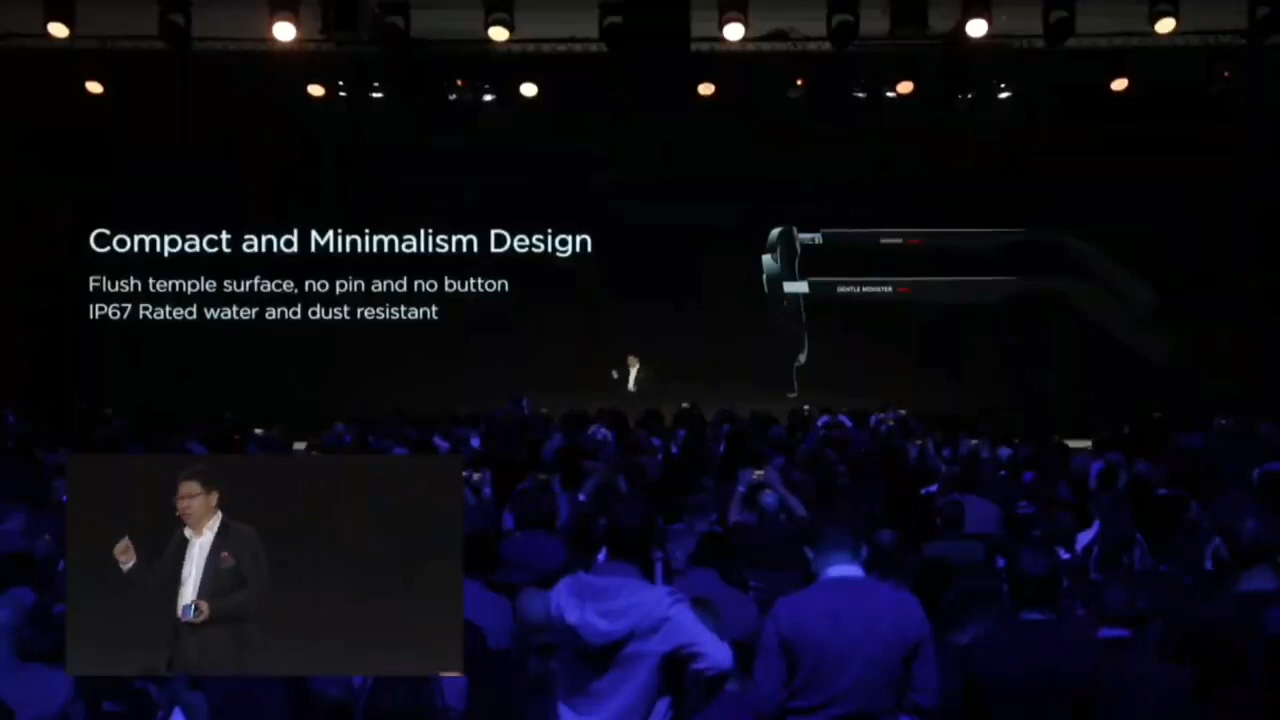 Compact and Minimalism Design
Flush temple surface, no pin and no button
IP67 Rated water and dust resistant
GENTLE MONSTER